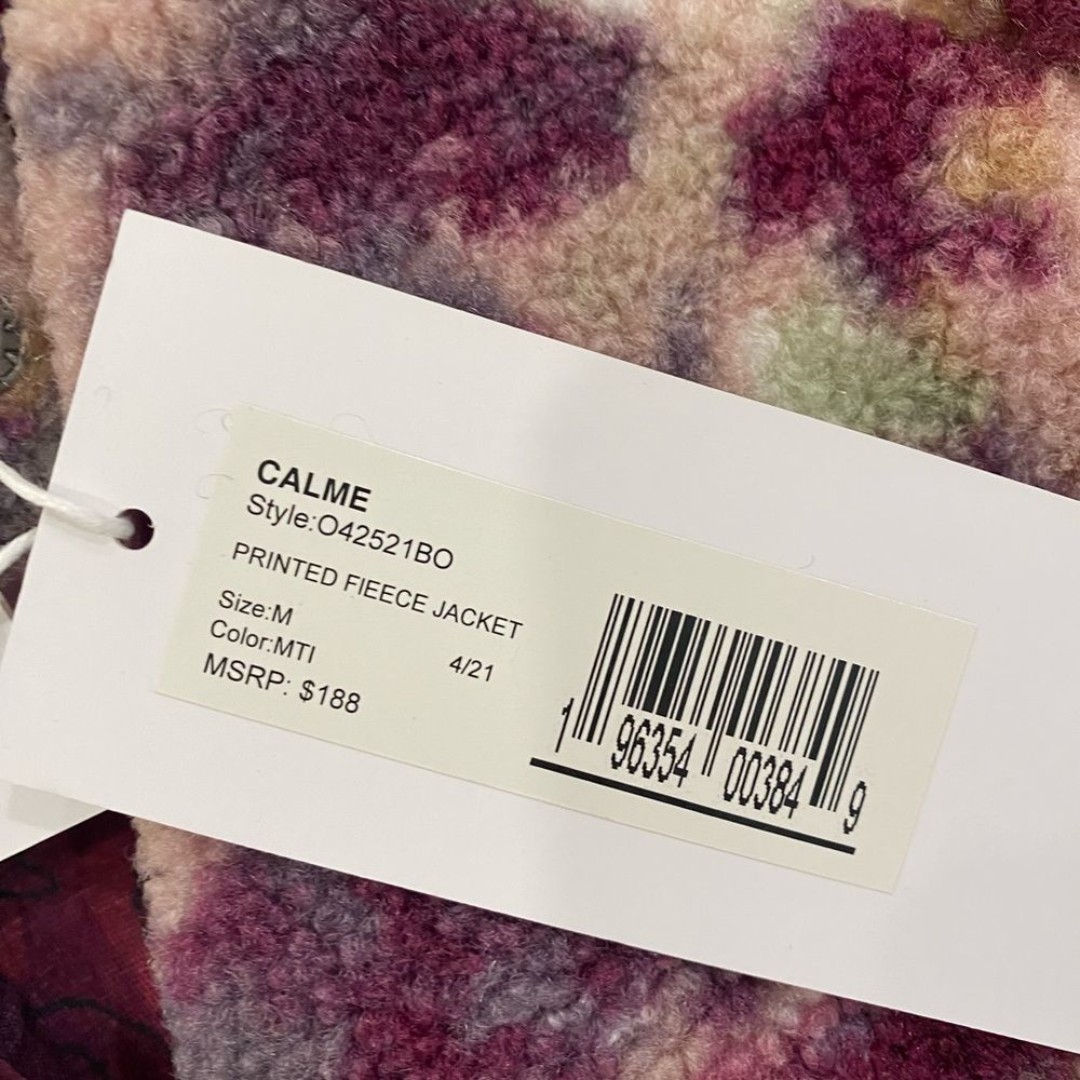 CALME
Style:O42521BO
PRINTED FIEECE JACKET
Size:M
Color:MTI 4/21
MSRP: $188
1 96354 00384 9